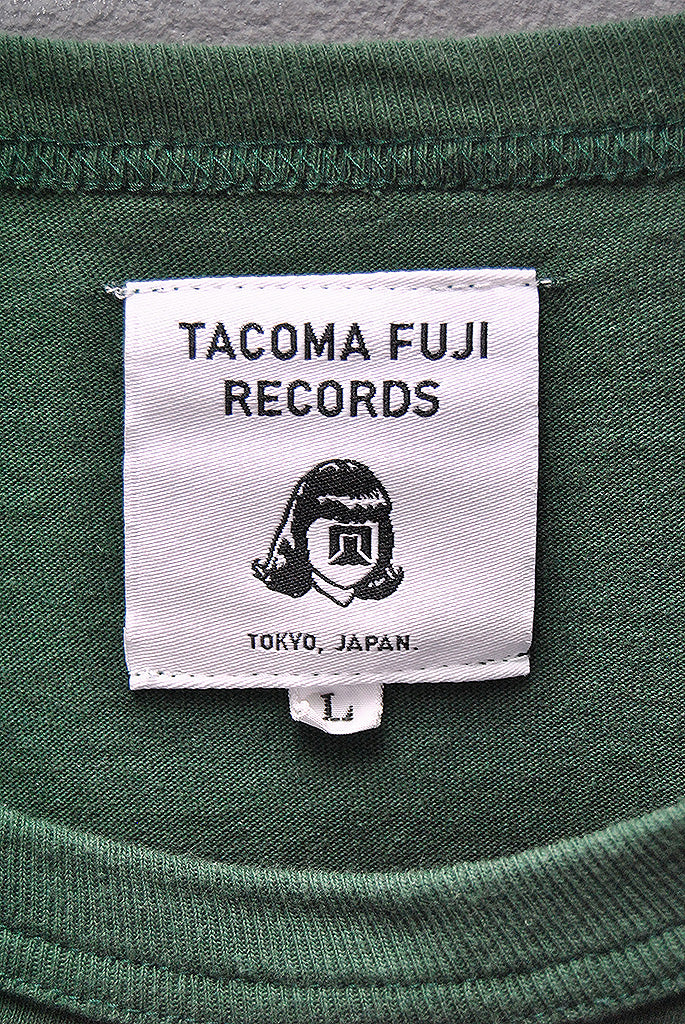 TACOMA FUJI
RECORDS
TOKYO, JAPAN.
L